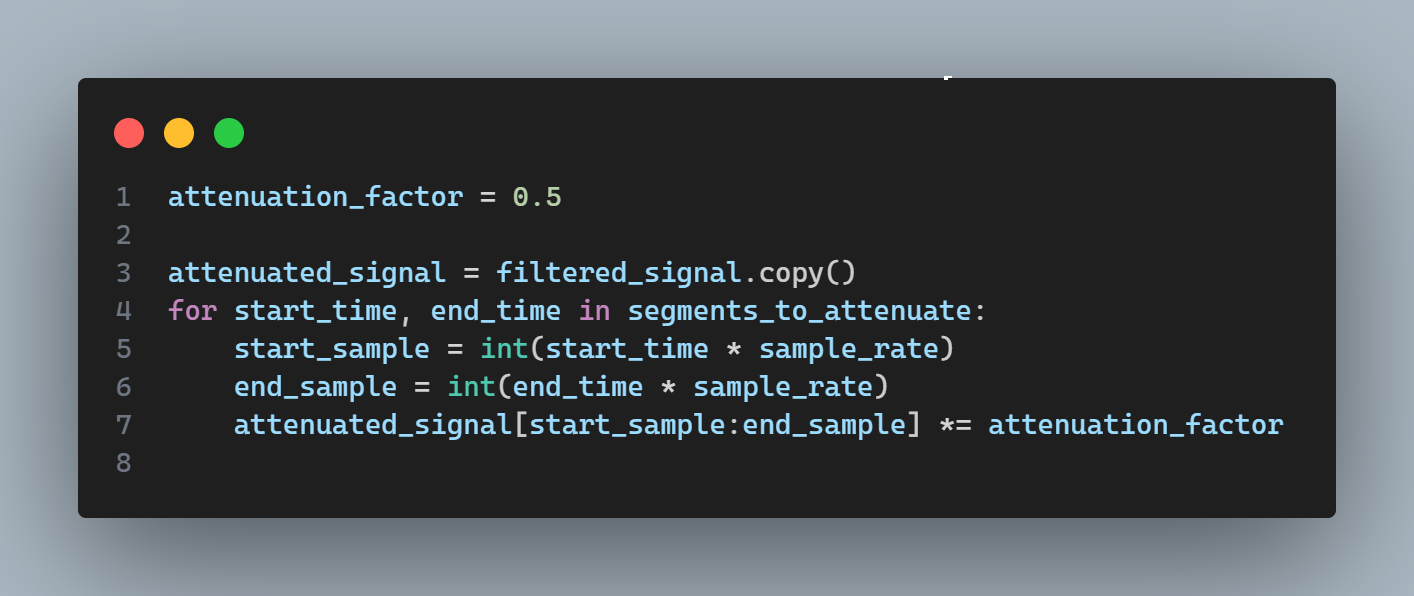 1 attenuation_factor = 0.5
2
3 attenuated_signal = filtered_signal.copy()
4 for start_time, end_time in segments_to_attenuate:
5     start_sample = int(start_time * sample_rate)
6     end_sample = int(end_time * sample_rate)
7     attenuated_signal[start_sample:end_sample] *= attenuation_factor
8